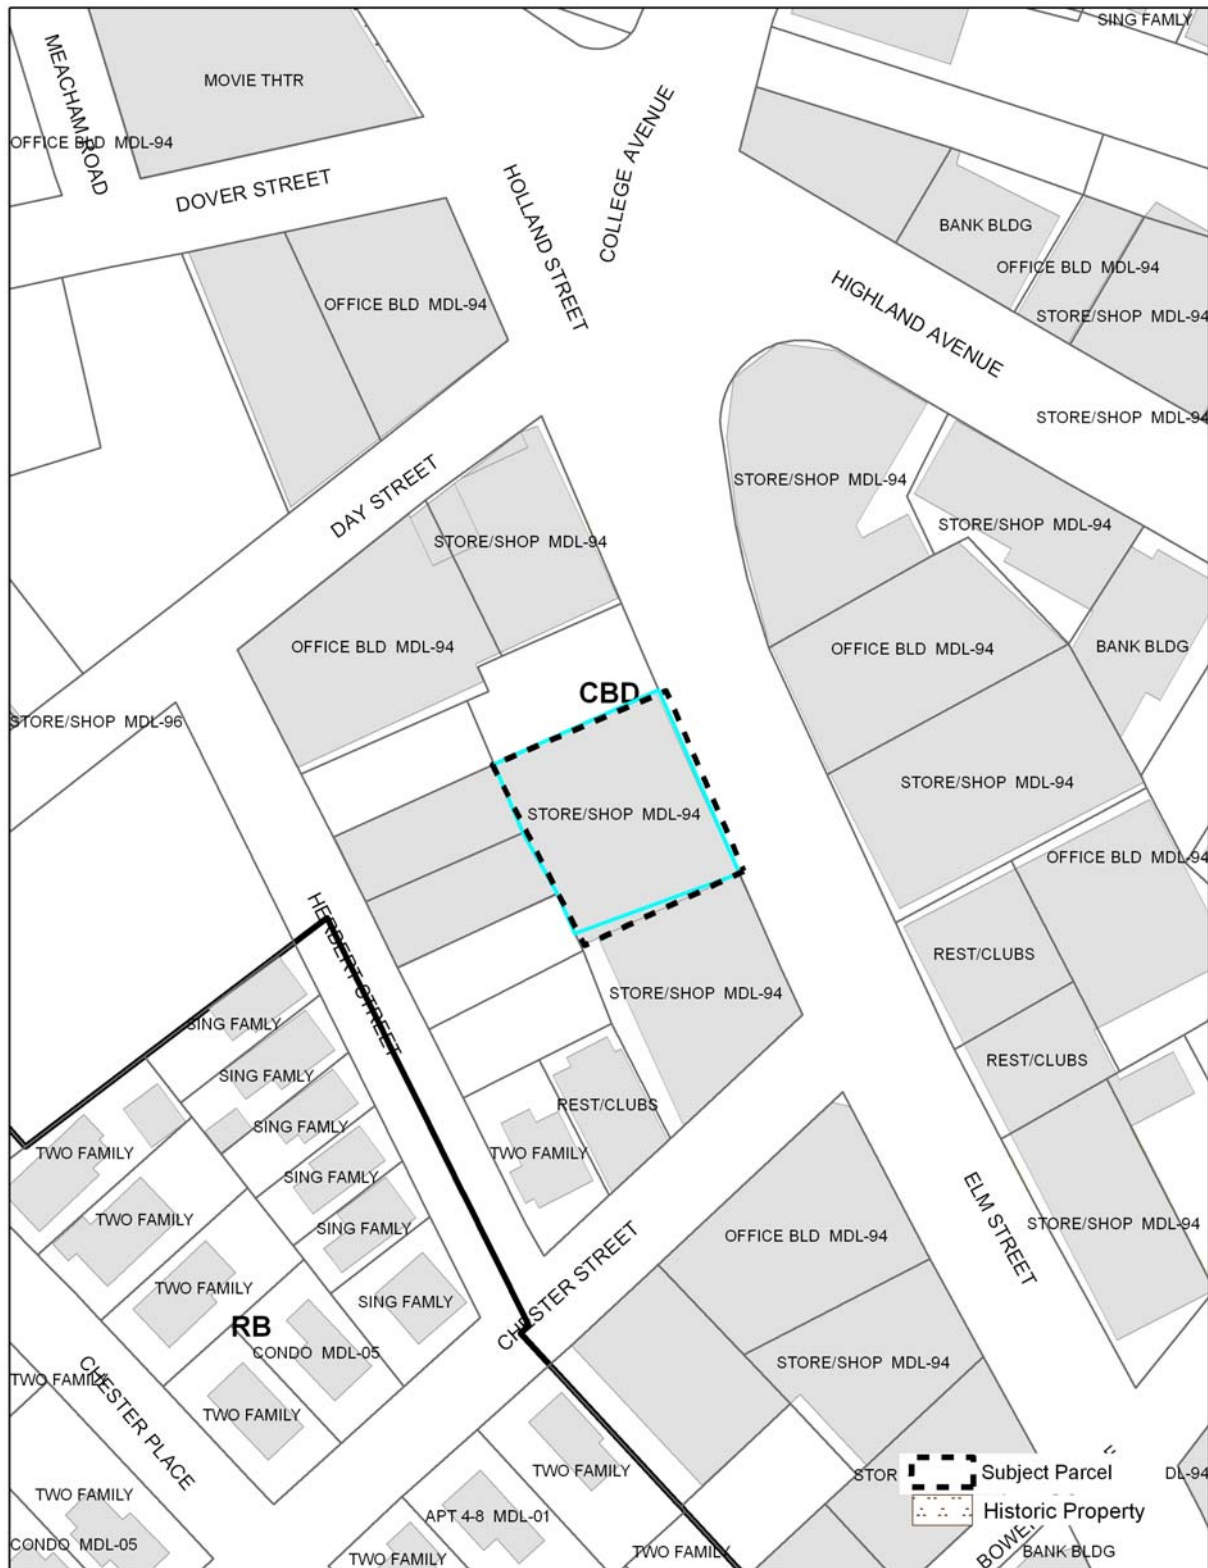 SING FAMLY
MEACHAM ROAD
MOVIE THTR
OFFICE BLD MDL-94
COLLEGE AVENUE
DOVER STREET
HOLLAND STREET
BANK BLDG
OFFICE BLD MDL-94
OFFICE BLD MDL-94
HIGHLAND AVENUE
STORE/SHOP MDL-94
STORE/SHOP MDL-94
DAY STREET
STORE/SHOP MDL-94
STORE/SHOP MDL-94
STORE/SHOP MDL-94
OFFICE BLD MDL-94
OFFICE BLD MDL-94
BANK BLDG
CBD
STORE/SHOP MDL-96
STORE/SHOP MDL-94
STORE/SHOP MDL-94
OFFICE BLD MDL-94
HERBERT STREET
REST/CLUBS
STORE/SHOP MDL-94
SING FAMLY
REST/CLUBS
SING FAMLY
REST/CLUBS
SING FAMLY
TWO FAMILY
TWO FAMILY
SING FAMLY
ELM STREET
TWO FAMILY
SING FAMLY
STORE/SHOP MDL-94
OFFICE BLD MDL-94
CHESTER STREET
TWO FAMILY
SING FAMLY
RB
CONDO MDL-05
STORE/SHOP MDL-94
TWO FAMILY
CHESTER PLACE
TWO FAMILY
TWO FAMILY
Subject Parcel
DL-94
STOR
TWO FAMILY
Historic Property
APT 4-8 MDL-01
CONDO MDL-05
TWO FAMILY
TWO FAMILY
BOWE
BANK BLDG